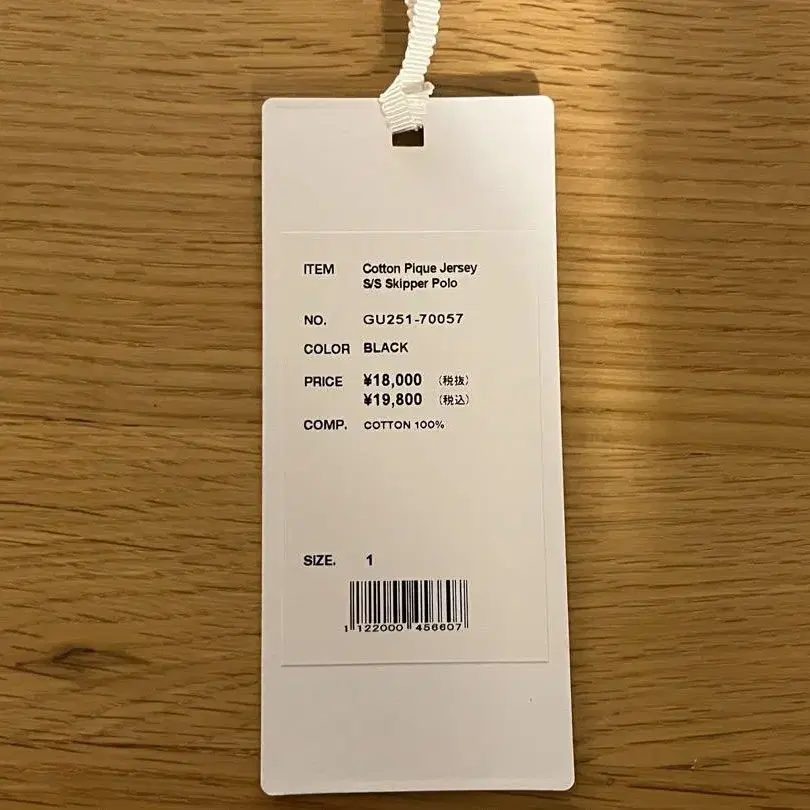 ITEM Cotton Pique Jersey
S/S Skipper Polo
NO. GU251-70057
COLOR BLACK
PRICE ¥18,000 (税抜)
¥19,800 (税込)
COMP. COTTON 100%
SIZE. 1
1 122000 456607